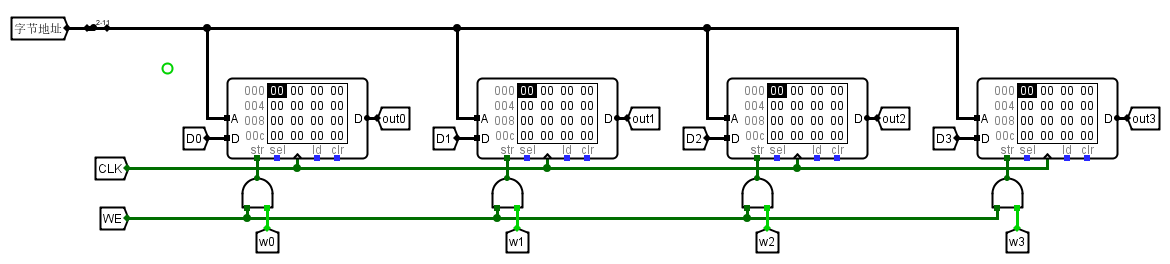 字节地址
2-11
000 00 00 00 00
004 00 00 00 00
008 00 00 00 00
00c 00 00 00 00
A
D
D
str sel ld clr
D0
out0
000 00 00 00 00
004 00 00 00 00
008 00 00 00 00
00c 00 00 00 00
A
D
D
str sel ld clr
D1
out1
000 00 00 00 00
004 00 00 00 00
008 00 00 00 00
00c 00 00 00 00
A
D
D
str sel ld clr
D2
out2
000 00 00 00 00
004 00 00 00 00
008 00 00 00 00
00c 00 00 00 00
A
D
D
str sel ld clr
D3
out3
CLK
WE
w0
w1
w2
w3